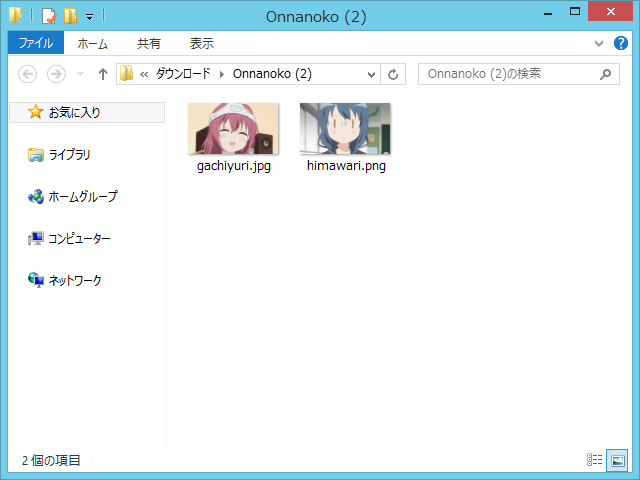 Onnanoko (2)
ファイル ホーム 共有 表示
ダウンロード Onnanoko (2) Onnanoko (2)の検索
お気に入り
ライブラリ
ホームグループ
コンピューター
ネットワーク
gachiyuri.jpg himawari.png
2 個の項目